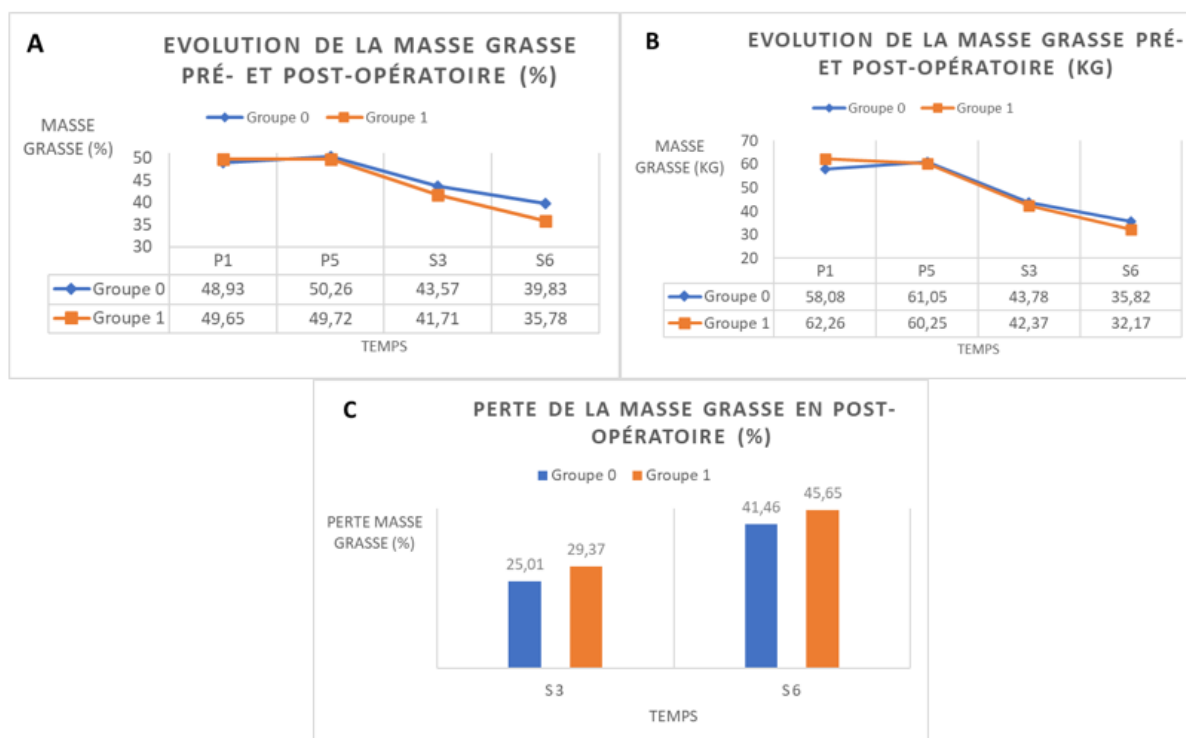 A
EVOLUTION DE LA MASSE GRASSE
PRÉ- ET POST-OPÉRATOIRE (%)
Groupe 0 Groupe 1
MASSE
GRASSE (%)
50
45
40
35
30
P1 P5 S3 S6
Groupe 0 48,93 50,26 43,57 39,83
Groupe 1 49,65 49,72 41,71 35,78
TEMPS
B
EVOLUTION DE LA MASSE GRASSE PRÉ-
ET POST-OPÉRATOIRE (KG)
Groupe 0 Groupe 1
MASSE
GRASSE (KG)
70
60
50
40
30
20
P1 P5 S3 S6
Groupe 0 58,08 61,05 43,78 35,82
Groupe 1 62,26 60,25 42,37 32,17
TEMPS
C
PERTE DE LA MASSE GRASSE EN POST-
OPÉRATOIRE (%)
Groupe 0 Groupe 1
PERTE MASSE
GRASSE (%)
25,01 29,37 41,46 45,65
S3 S6
TEMPS